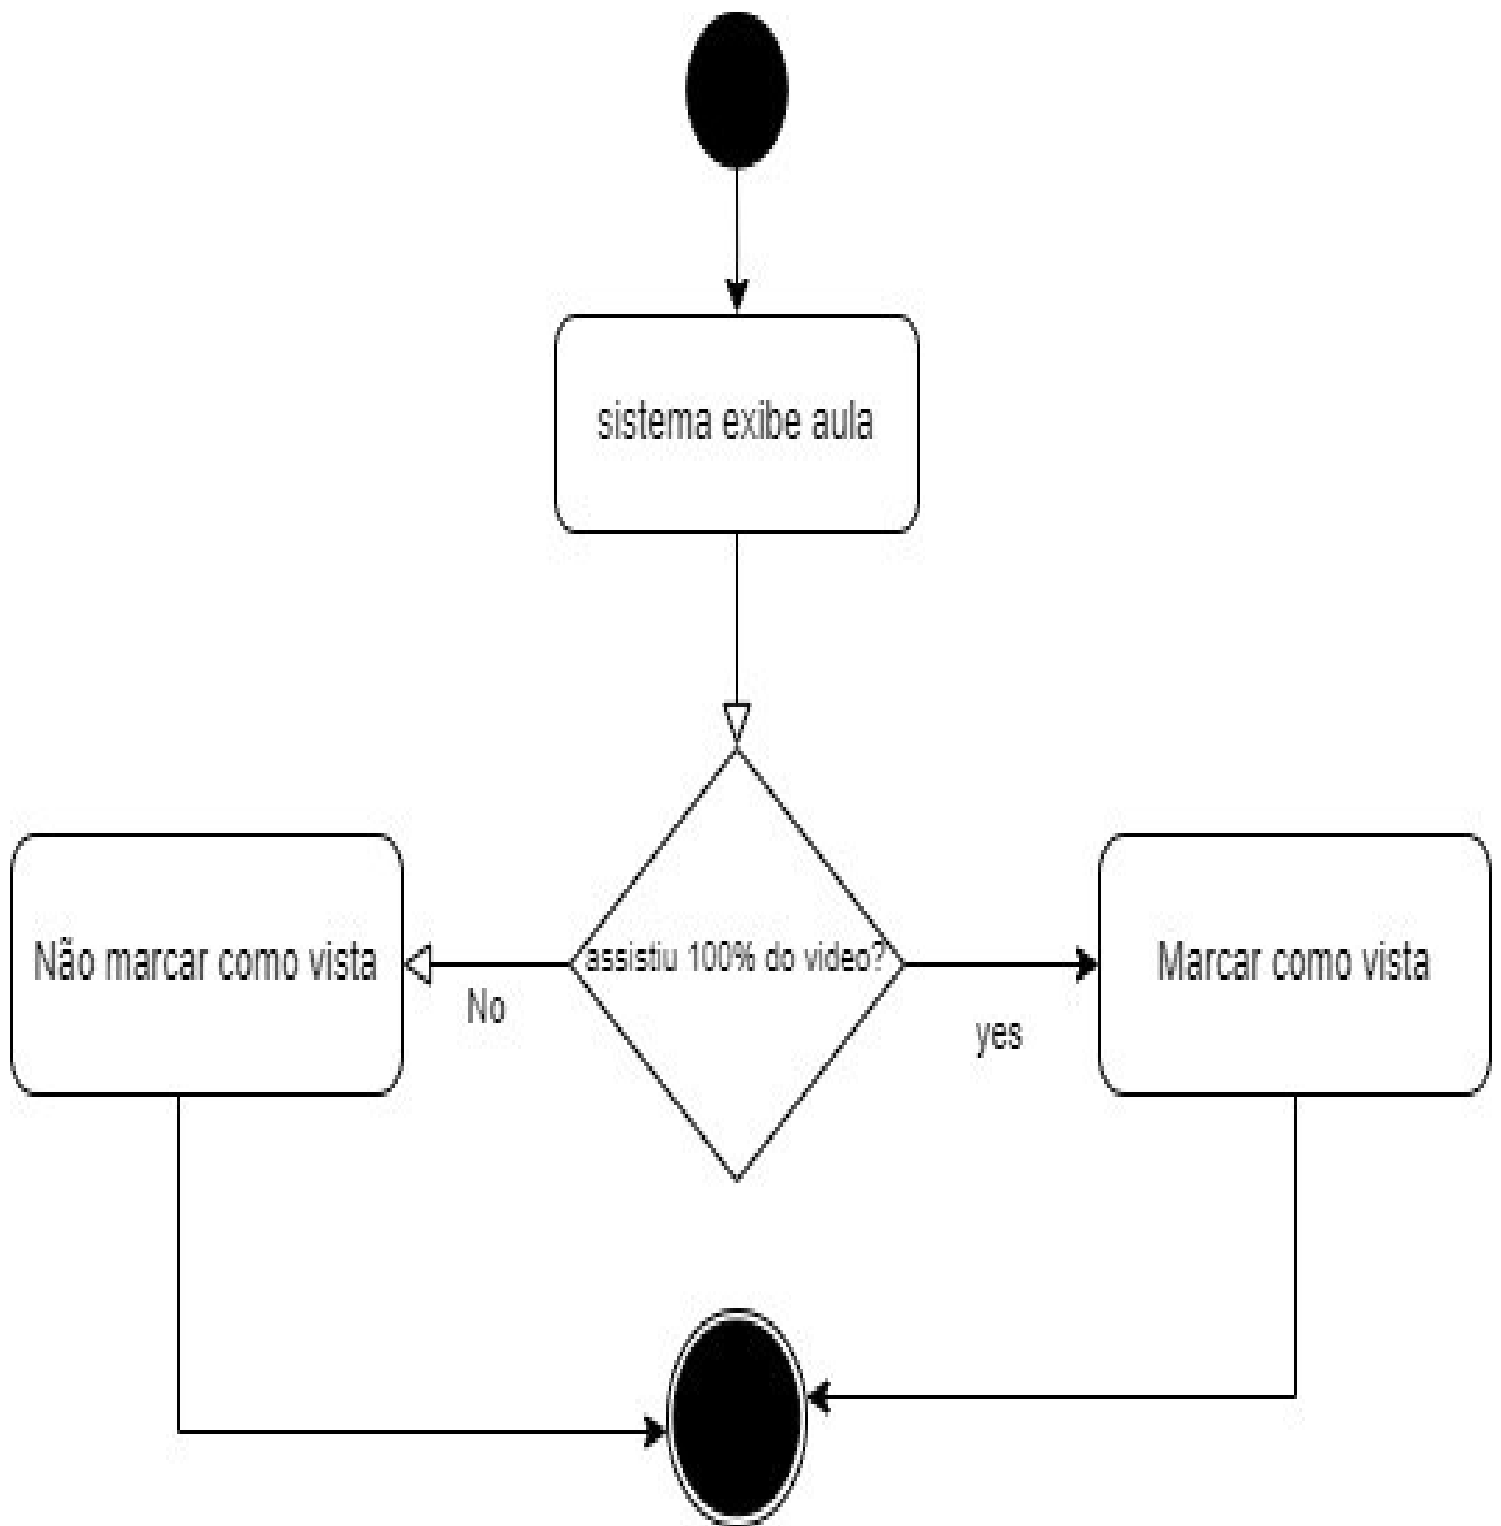 sistema exibe aula
assistiu 100% do video?
Não marcar como vista
Marcar como vista
No
yes